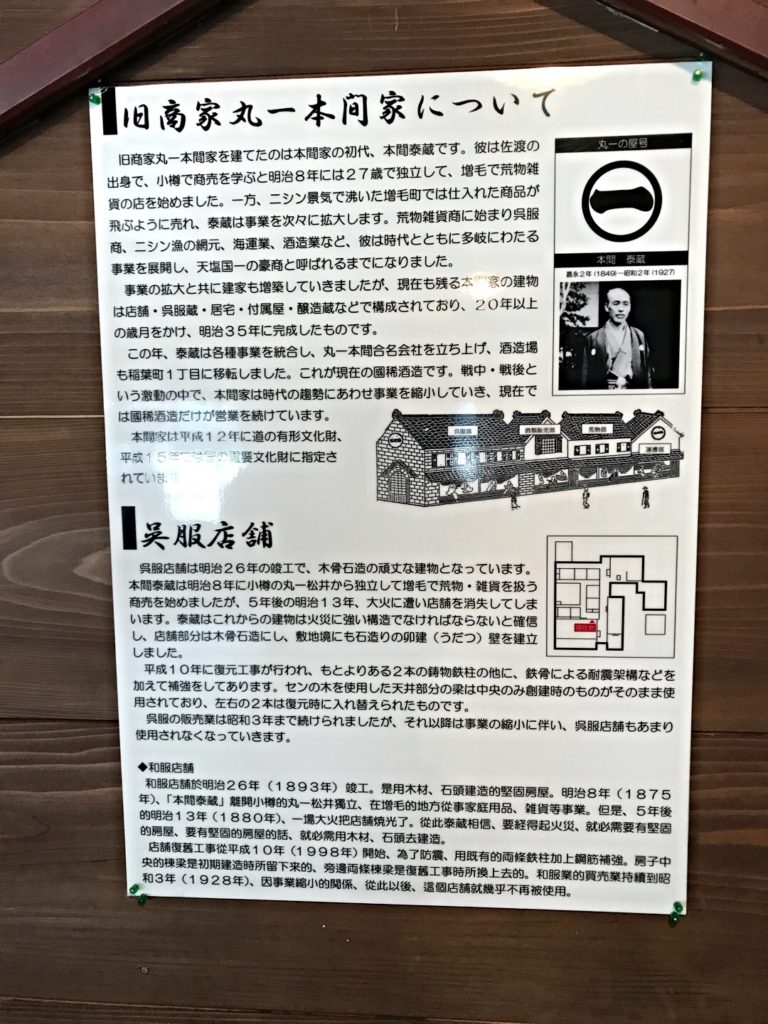 旧商家丸一本间家について
旧商家丸一本間家を建てたのは本間家の初代、本間泰蔵です。彼は佐渡の
出身で、小樽で商売を学ぶと明治８年には２７歳で独立して、増毛で荒物雑
貨の店を始めました。一方、ニシン景気で沸いた増毛町では仕入れた商品が
飛ぶように売れ、泰蔵は事業を次々に拡大します。荒物雑貨商に始まり呉服
商、ニシン漁の網元、海運業、酒造業など、彼は時代とともに多岐にわたる
事業を展開し、天塩国一の豪商と呼ばれるまでになりました。
事業の拡大と共に建家も増築していきましたが、現在も残る本間家の建物
は店舗・呉服蔵・居宅・付属屋・醸造蔵などで構成されており、２０年以上
の歳月をかけ、明治３５年に完成したものです。
この年、泰蔵は各種事業を統合し、丸一本間合名会社を立ち上げ、酒造場
も稲葉町１丁目に移転しました。これが現在の國稀酒造です。戦中・戦後と
いう激動の中で、本間家は時代の趨勢にあわせ事業を縮小していき、現在で
は國稀酒造だけが営業を続けています。
本間家は平成１２年に道の有形文化財、
平成１５年には国の重要文化財に指定さ
れています
丸一の屋号
本間　泰蔵
嘉永２年(1849)ー昭和２年(1927)
呉服部
酒類販売部
荒物部
呉服店舗
呉服店舗は明治２６年の竣工で、木骨石造の頑丈な建物となっています。
本間泰蔵は明治８年に小樽の丸一松井から独立して増毛で荒物・雑貨を扱う
商売を始めましたが、５年後の明治１３年、大火に遭い店舗を消失してしま
います。泰蔵はこれからの建物は火災に強い構造でなければならないと確信
し、店舗部分は木骨石造にし、敷地境にも石造りの卯建（うだつ）壁を建立
しました。
平成１０年に復元工事が行われ、もとよりある２本の鋳物鉄柱の他に、鉄骨による耐震架構などを
加えて補強をしてあります。センの木を使用した天井部分の梁は中央のみ創建時のものがそのまま使
用されており、左右の２本は復元時に入れ替えられたものです。
呉服の販売業は昭和３年まで続けられましたが、それ以降は事業の縮小に伴い、呉服店舗もあまり
使用されなくなっていきます。
現在地
◆和服店舗
和服店舗於明治２６年（１８９３年）竣工。是用木材、石頭建造的堅固房屋。明治８年（１８７５
年）、「本間泰蔵」離開小樽的丸一松井獨立、在増毛的地方從事家庭用品、雜貨等事業。但是、５年後
的明治１３年（１８８０年）、一場大火把店舗燒光了。從此泰蔵相信、要經得起火災、就必需要有堅固
的房屋、要有堅固的房屋的話、就必需用木材、石頭去建造。
店舗復舊工事從平成１０年（１９９８年）開始、為了防震、用既有的両條鉄柱加上鋼筋補強。房子中
央的棟梁是初期建造時所留下來的、旁邊両條棟梁是復舊工事時所換上去的。和服業的買売業持續到昭
和３年（１９２８年）、因事業縮小的關係、從此以後、這個店舗就幾乎不再被使用。